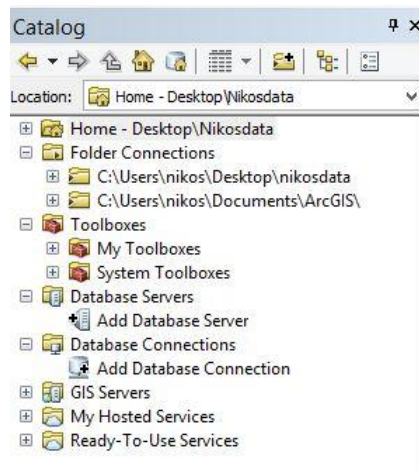 Catalog
Location: Home - Desktop\Nikosdata
Home - Desktop\Nikosdata
Folder Connections
C:\Users\nikos\Desktop\nikosdata
C:\Users\nikos\Documents\ArcGIS\
Toolboxes
My Toolboxes
System Toolboxes
Database Servers
Add Database Server
Database Connections
Add Database Connection
GIS Servers
My Hosted Services
Ready-To-Use Services